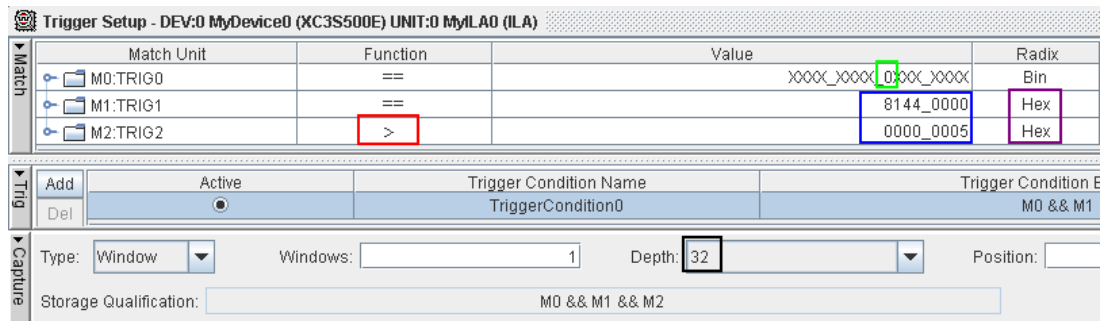 Trigger Setup - DEV:0 MyDevice0 (XC3S500E) UNIT:0 MyILA0 (ILA)
Match
Match Unit Function Value Radix
M0:TRIG0 == XXXX_XXXX_0XXX_XXXX Bin
M1:TRIG1 == 8144_0000 Hex
M2:TRIG2 > 0000_0005 Hex
Trig
Add Active Trigger Condition Name Trigger Condition E
Del TriggerCondition0 M0 && M1
Capture
Type: Window Windows: 1 Depth: 32 Position:
Storage Qualification: M0 && M1 && M2